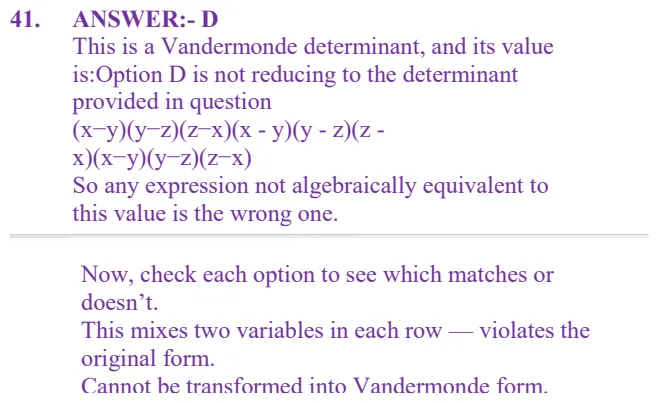 41. ANSWER:- D
This is a Vandermonde determinant, and its value
is:Option D is not reducing to the determinant
provided in question
(x−y)(y−z)(z−x)(x - y)(y - z)(z -
x)(x−y)(y−z)(z−x)
So any expression not algebraically equivalent to
this value is the wrong one.
Now, check each option to see which matches or
doesn’t.
This mixes two variables in each row — violates the
original form.
Cannot be transformed into Vandermonde form.